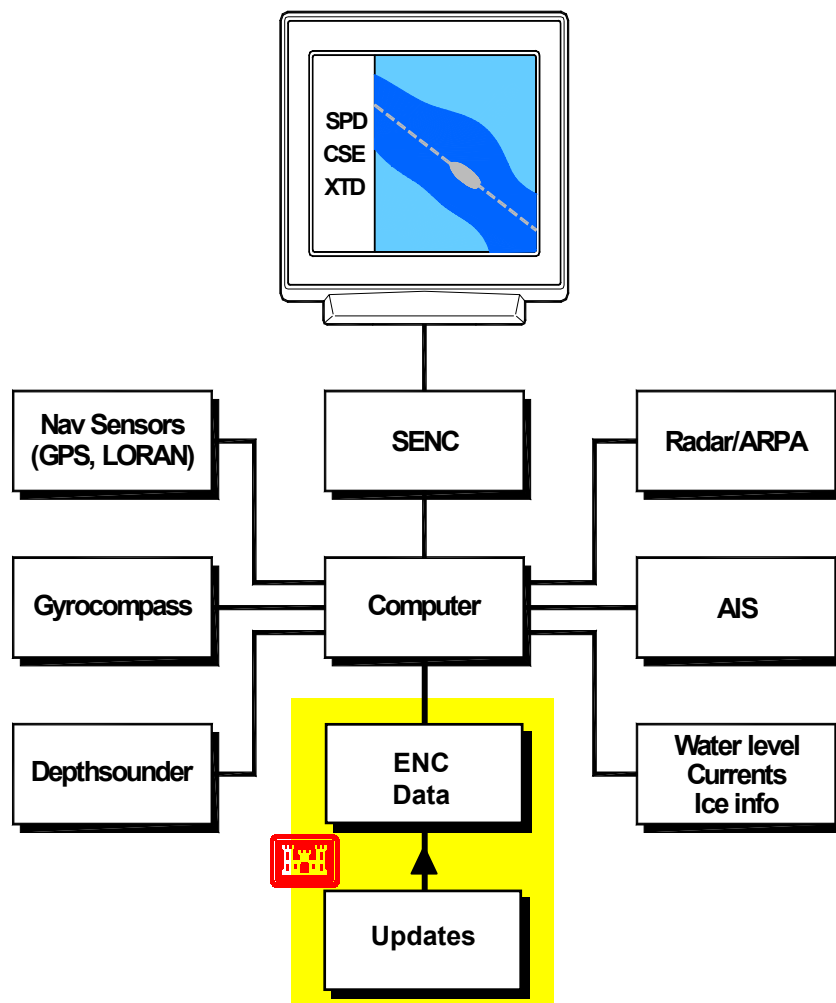 SPD
CSE
XTD
Nav Sensors
(GPS, LORAN)
SENC
Radar/ARPA
Gyrocompass
Computer
AIS
Depthsounder
ENC
Data
Water level
Currents
Ice info
Updates